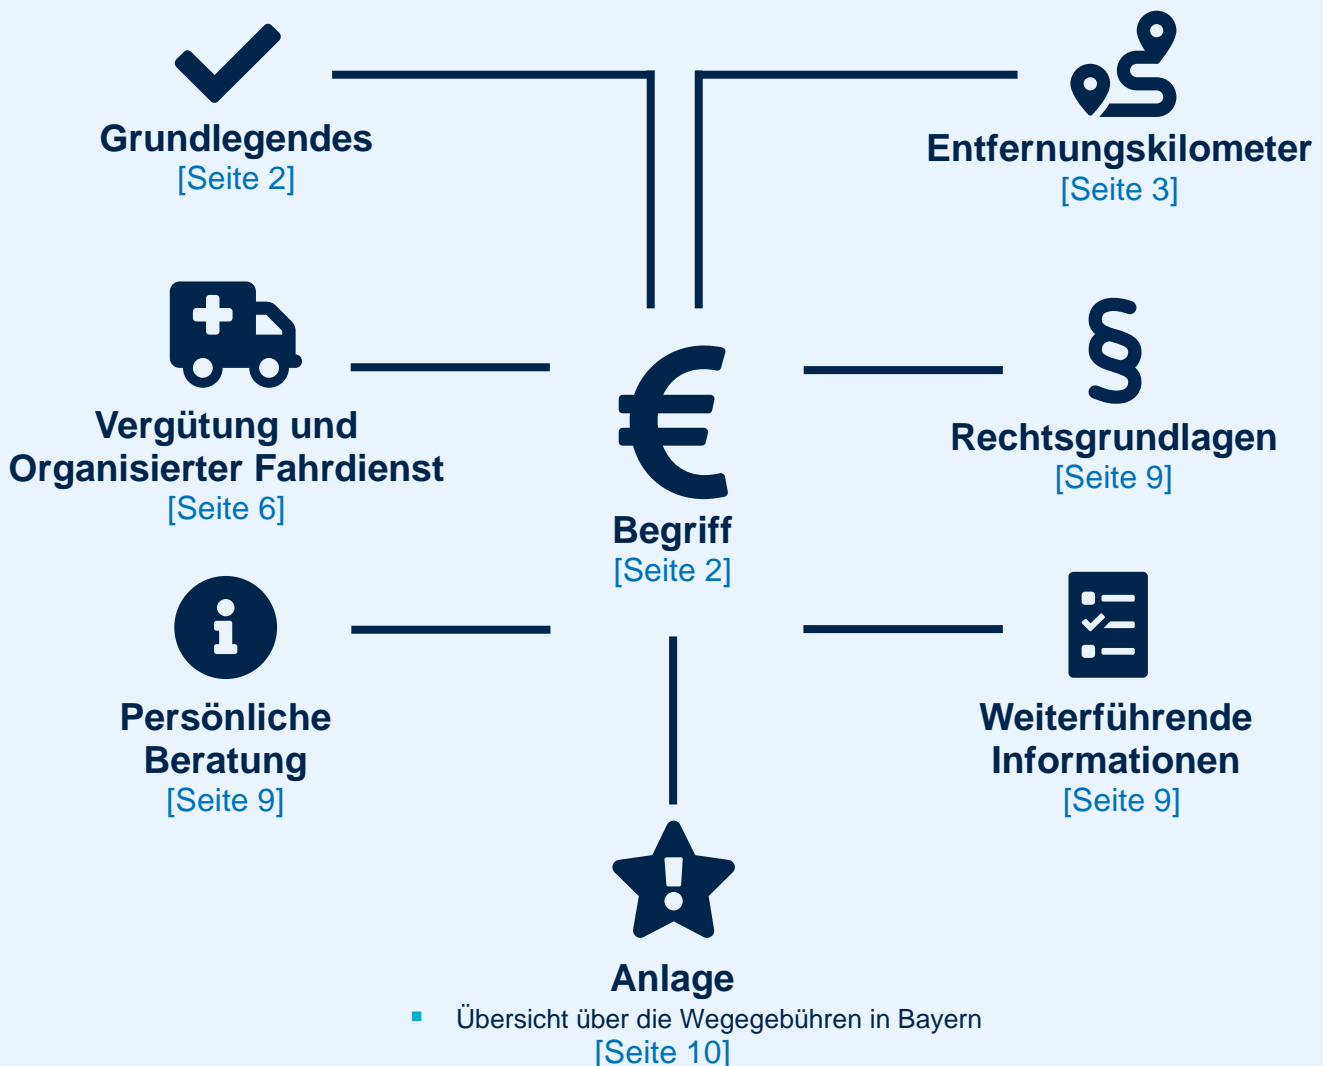 Grundlegendes
[Seite 2]
Entfernungskilometer
[Seite 3]
Vergütung und
Organisierter Fahrdienst
[Seite 6]
€
Begriff
[Seite 2]
§
Rechtsgrundlagen
[Seite 9]
Persönliche
Beratung
[Seite 9]
Weiterführende
Informationen
[Seite 9]
Anlage
Übersicht über die Wegegebühren in Bayern
[Seite 10]